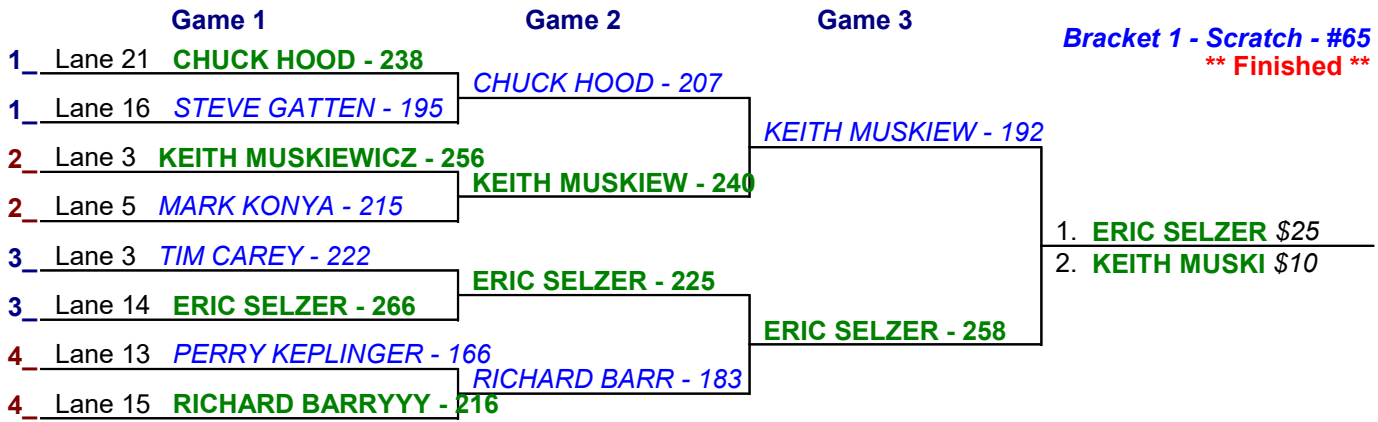 Game 1 Game 2 Game 3
Bracket 1 - Scratch - #65
** Finished **
1_ Lane 21 CHUCK HOOD - 238
CHUCK HOOD - 207
1_ Lane 16 STEVE GATTEN - 195
KEITH MUSKIEW - 192
2_ Lane 3 KEITH MUSKIEWICZ - 256
KEITH MUSKIEW - 240
2_ Lane 5 MARK KONYA - 215
1. ERIC SELZER $25
2. KEITH MUSKI $10
3_ Lane 3 TIM CAREY - 222
ERIC SELZER - 225
3_ Lane 14 ERIC SELZER - 266
ERIC SELZER - 258
4_ Lane 13 PERRY KEPLINGER - 166
RICHARD BARR - 183
4_ Lane 15 RICHARD BARRYYY - 216